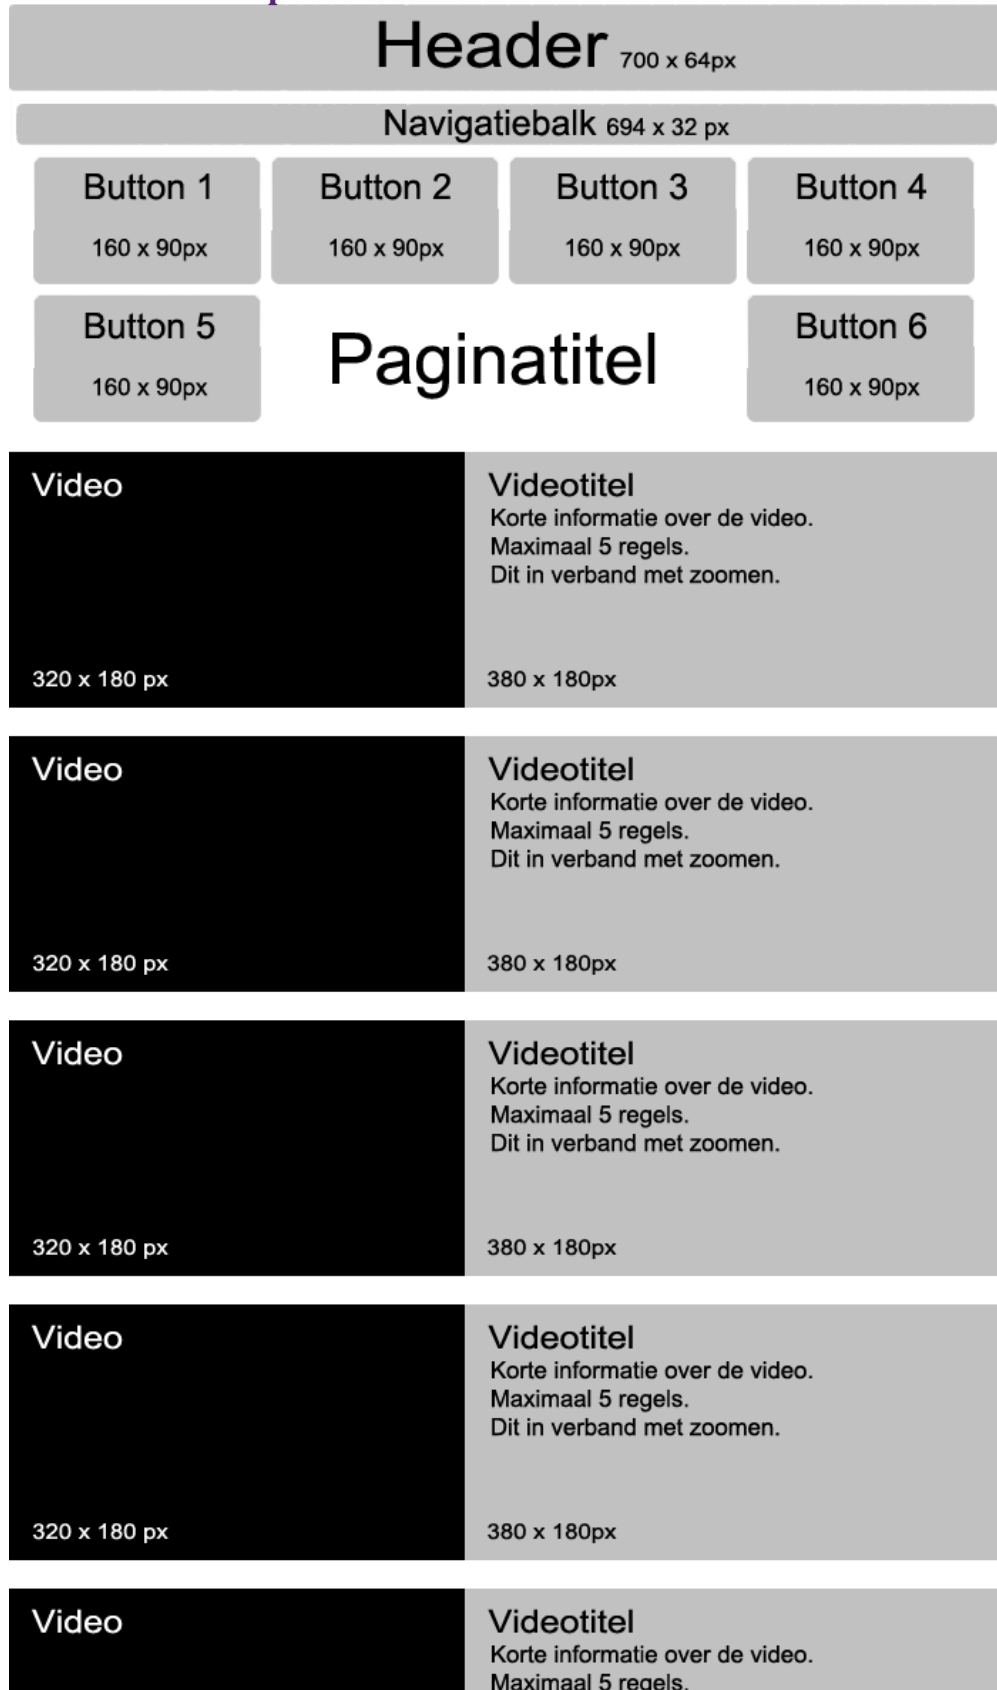 Header 700 x 64px
Navigatiebalk 694 x 32 px
Button 1
160 x 90px
Button 2
160 x 90px
Button 3
160 x 90px
Button 4
160 x 90px
Button 5
160 x 90px
Paginatitel
Button 6
160 x 90px
Video
320 x 180 px
Videotitel
Korte informatie over de video.
Maximaal 5 regels.
Dit in verband met zoomen.
380 x 180px
Video
320 x 180 px
Videotitel
Korte informatie over de video.
Maximaal 5 regels.
Dit in verband met zoomen.
380 x 180px
Video
320 x 180 px
Videotitel
Korte informatie over de video.
Maximaal 5 regels.
Dit in verband met zoomen.
380 x 180px
Video
320 x 180 px
Videotitel
Korte informatie over de video.
Maximaal 5 regels.
Dit in verband met zoomen.
380 x 180px
Video
Videotitel
Korte informatie over de video.
Maximaal 5 regels.